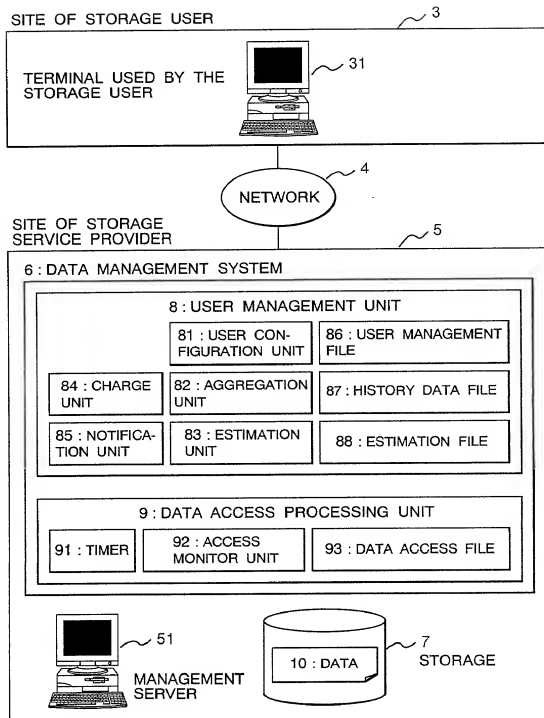 SITE OF STORAGE USER
3
TERMINAL USED BY THE
STORAGE USER
31
4
NETWORK
SITE OF STORAGE
SERVICE PROVIDER
5
6 : DATA MANAGEMENT SYSTEM
8 : USER MANAGEMENT UNIT
81 : USER CON-
FIGURATION UNIT
86 : USER MANAGEMENT
FILE
84 : CHARGE
UNIT
82 : AGGREGATION
UNIT
87 : HISTORY DATA FILE
85 : NOTIFICA-
TION UNIT
83 : ESTIMATION
UNIT
88 : ESTIMATION FILE
9 : DATA ACCESS PROCESSING UNIT
91 : TIMER
92 : ACCESS
MONITOR UNIT
93 : DATA ACCESS FILE
51
MANAGEMENT
SERVER
7
STORAGE
10 : DATA